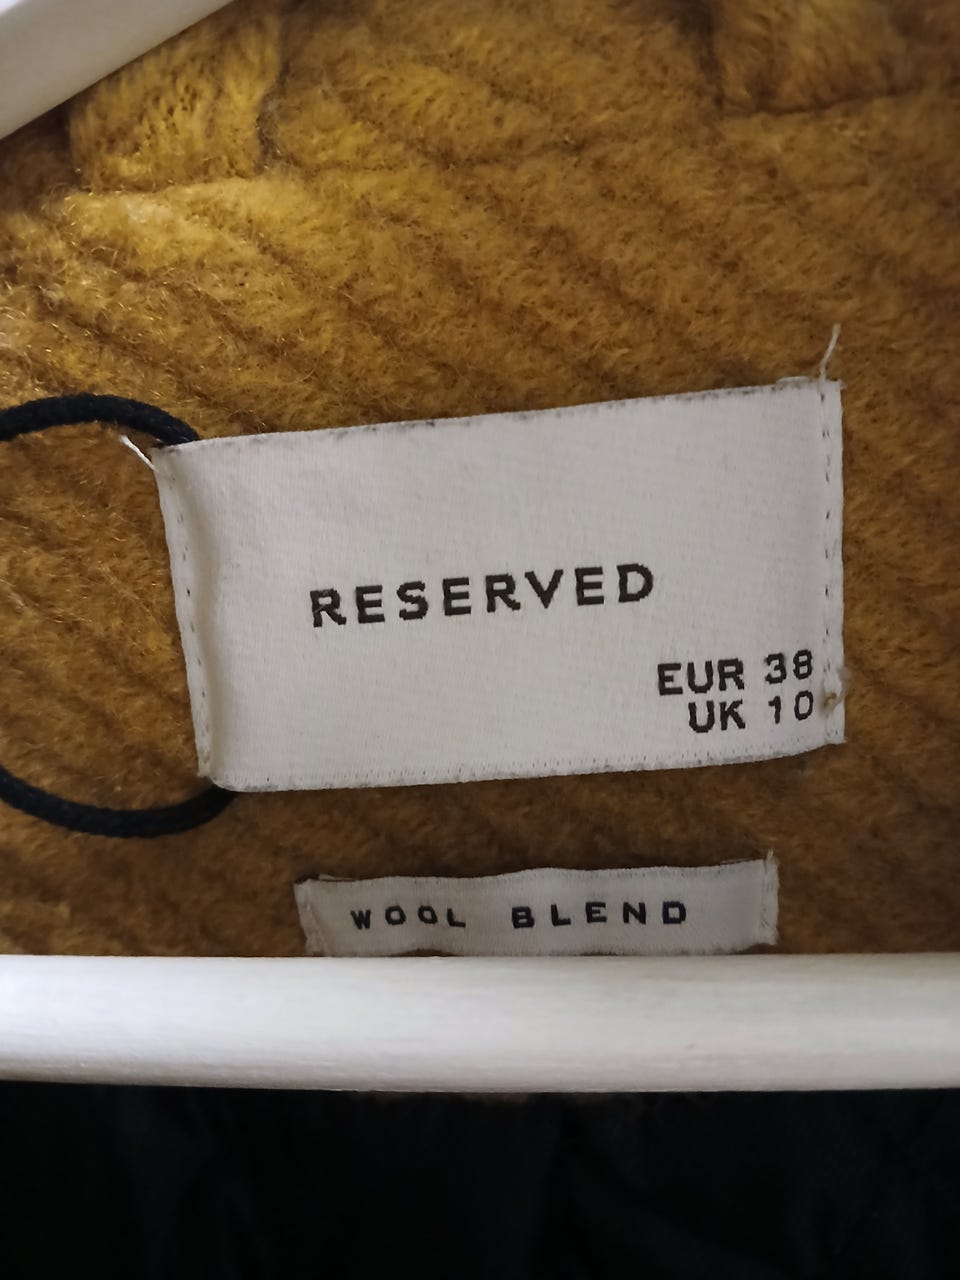 RESERVED
EUR 38
UK 10
WOOL BLEND